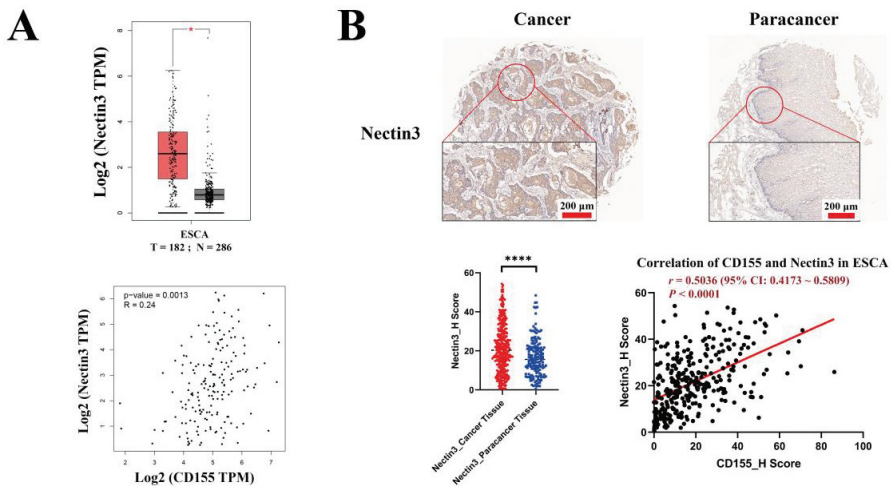 A
Log2 (Nectin3 TPM)
8
6
4
2
0
*
ESCA
T = 182 ; N = 286
Log2 (Nectin3 TPM)
6
5
4
3
2
1
p-value = 0.0013
R = 0.24
2
3
4
5
6
7
Log2 (CD155 TPM)
B
Cancer
Paracancer
Nectin3
200 µm
200 µm
Nectin3_H Score
60
40
20
0
****
Nectin3_Cancer Tissue
Nectin3_Paracancer Tissue
Correlation of CD155 and Nectin3 in ESCA
r = 0.5036 (95% CI: 0.4173 ~ 0.5809)
P < 0.0001
Nectin3_H Score
60
40
20
0
0
20
40
60
80
100
CD155_H Score